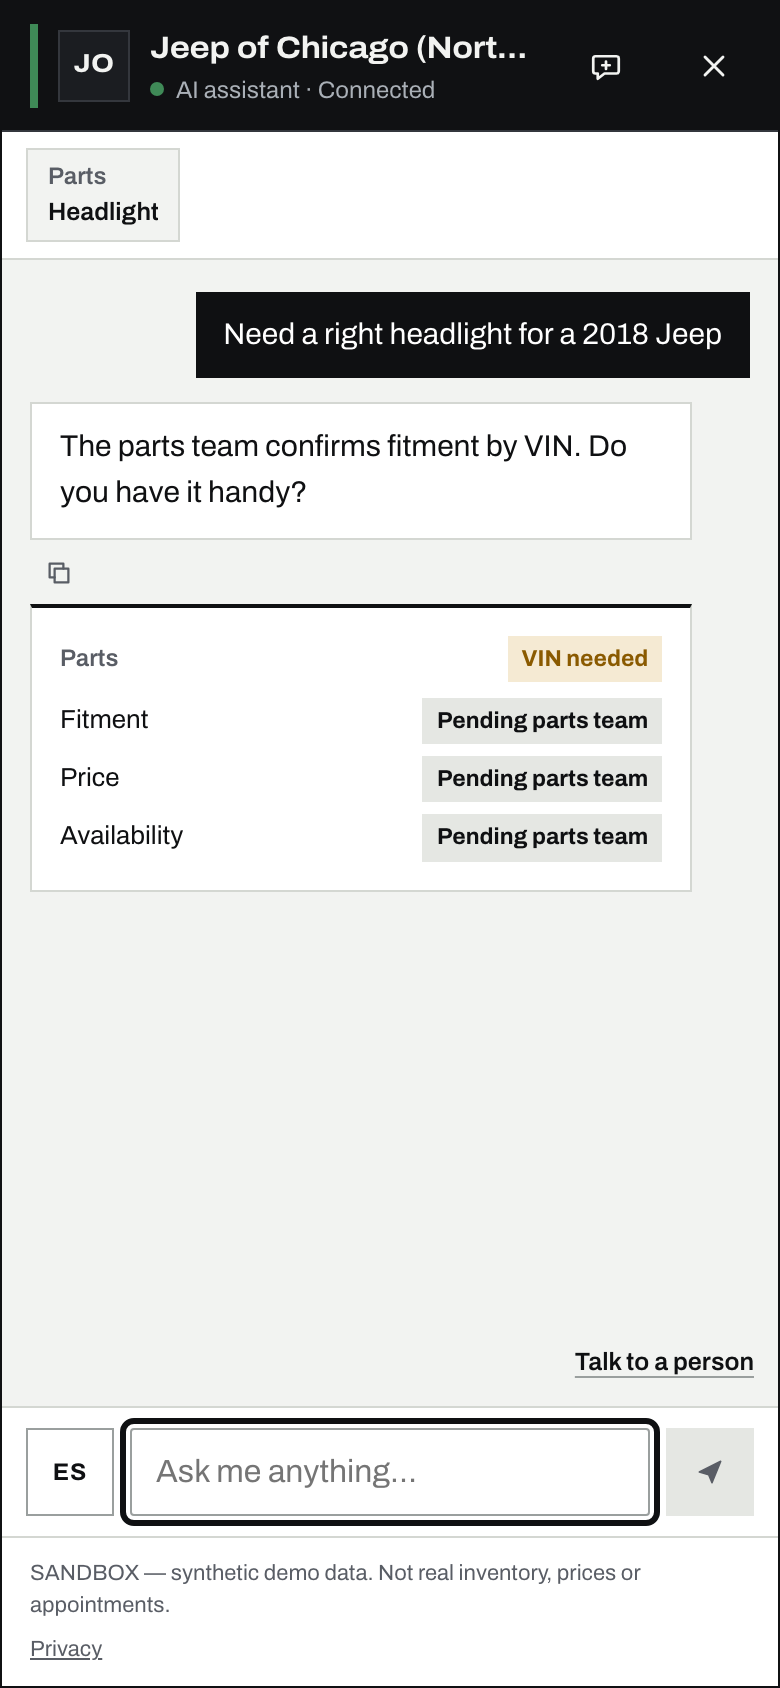 JO
Jeep of Chicago (Nort...
AI assistant · Connected
Parts
Headlight
Need a right headlight for a 2018 Jeep
The parts team confirms fitment by VIN. Do
you have it handy?
Parts VIN needed
Fitment Pending parts team
Price Pending parts team
Availability Pending parts team
Talk to a person
ES Ask me anything...
SANDBOX — synthetic demo data. Not real inventory, prices or
appointments.
Privacy